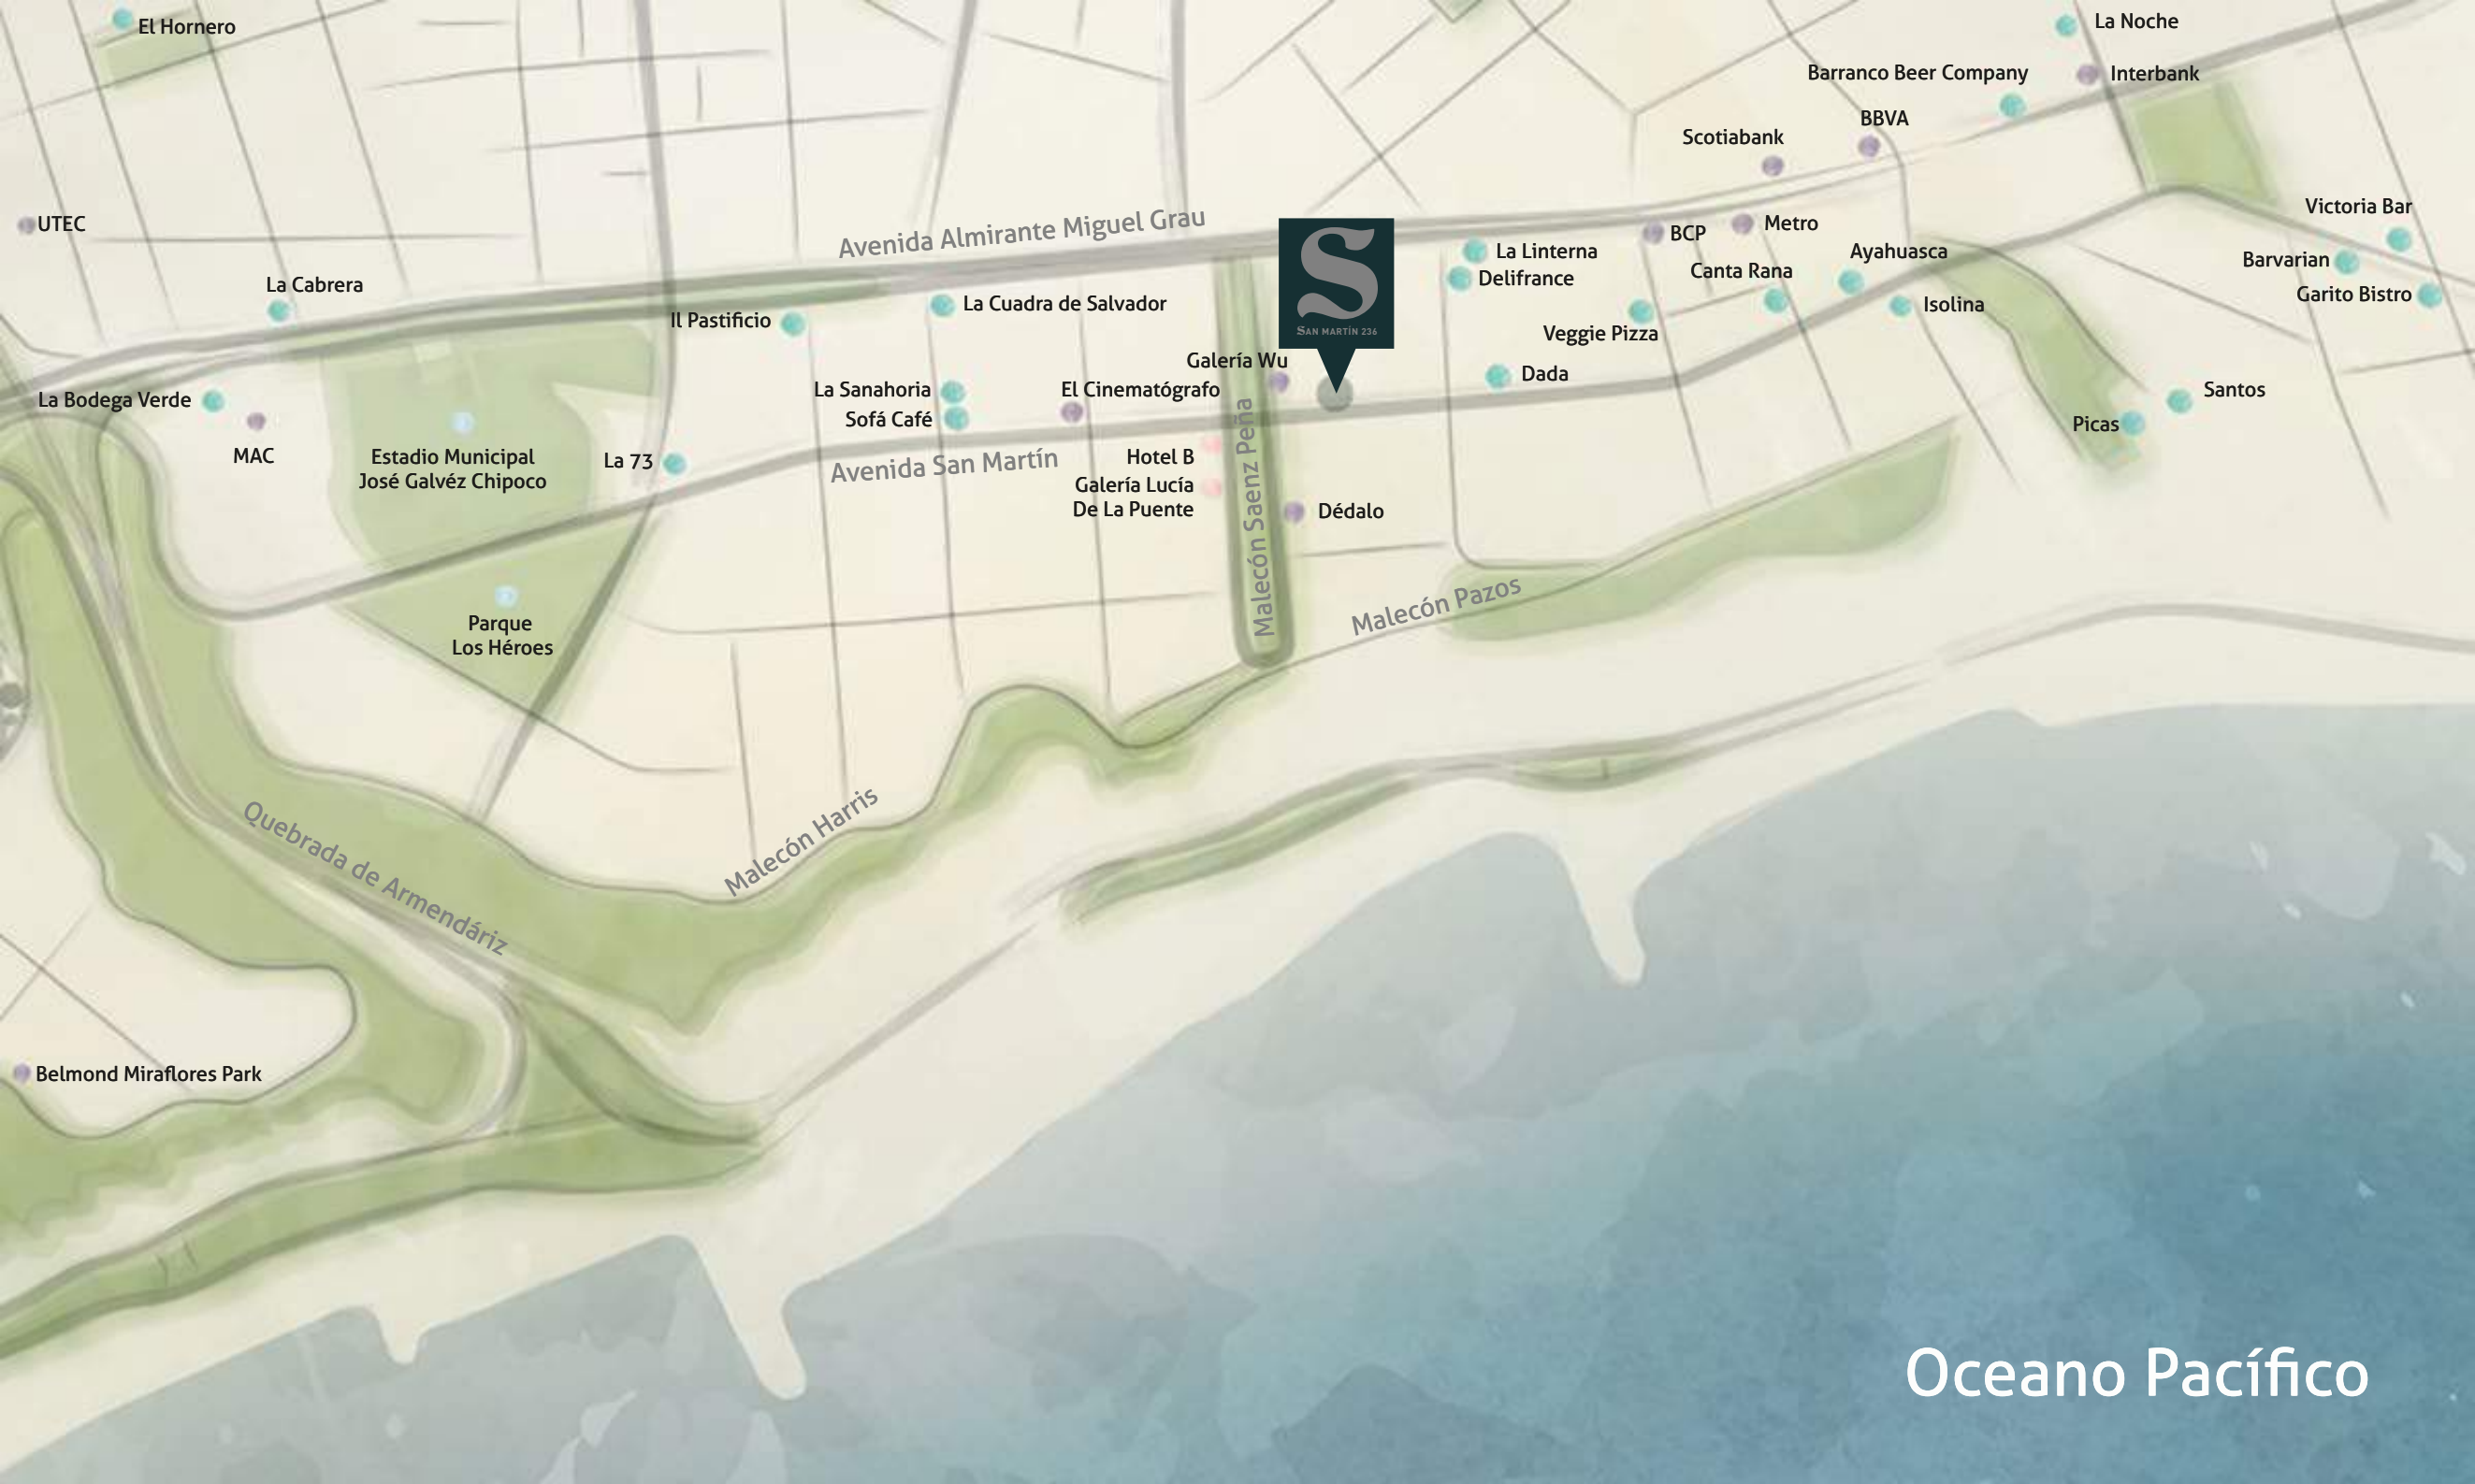 El Hornero
La Noche
Barranco Beer Company
Interbank
BBVA
Scotiabank
UTEC
Avenida Almirante Miguel Grau
S
SAN MARTÍN 236
BCP
Metro
Victoria Bar
La Linterna
Ayahuasca
Barvarian
Delifrance
Canta Rana
La Cabrera
Garito Bistro
La Cuadra de Salvador
Isolina
Il Pastificio
Veggie Pizza
Galería Wu
Dada
La Sanahoria
El Cinematógrafo
Santos
La Bodega Verde
Sofá Café
Picas
MAC
Estadio Municipal
José Galvéz Chipoco
La 73
Avenida San Martín
Hotel B
Galería Lucía
De La Puente
Malecón Saenz Peña
Dédalo
Malecón Pazos
Parque
Los Héroes
Malecón Harris
Quebrada de Armendáriz
Belmond Miraflores Park
Oceano Pacífico